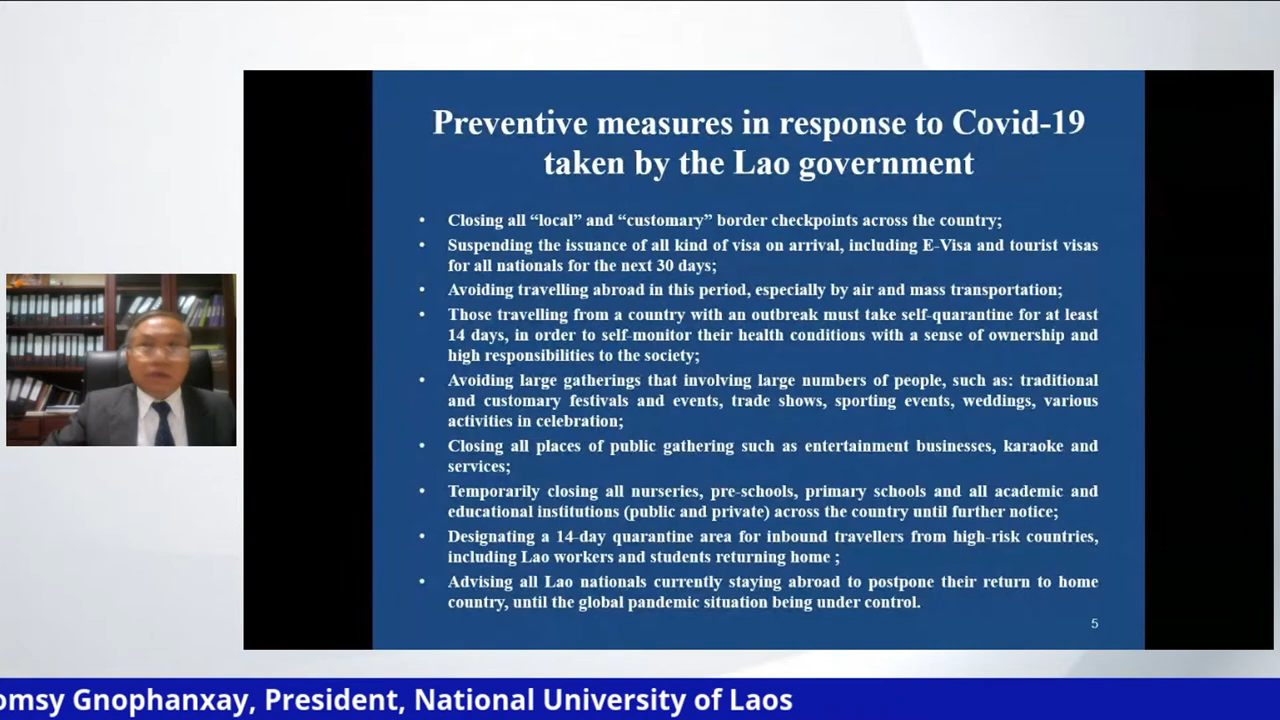 Preventive measures in response to Covid-19
taken by the Lao government
• Closing all “local” and “customary” border checkpoints across the country;
• Suspending the issuance of all kind of visa on arrival, including E-Visa and tourist visas
for all nationals for the next 30 days;
• Avoiding travelling abroad in this period, especially by air and mass transportation;
• Those travelling from a country with an outbreak must take self-quarantine for at least
14 days, in order to self-monitor their health conditions with a sense of ownership and
high responsibilities to the society;
• Avoiding large gatherings that involving large numbers of people, such as: traditional
and customary festivals and events, trade shows, sporting events, weddings, various
activities in celebration;
• Closing all places of public gathering such as entertainment businesses, karaoke and
services;
• Temporarily closing all nurseries, pre-schools, primary schools and all academic and
educational institutions (public and private) across the country until further notice;
• Designating a 14-day quarantine area for inbound travellers from high-risk countries,
including Lao workers and students returning home ;
• Advising all Lao nationals currently staying abroad to postpone their return to home
country, until the global pandemic situation being under control.
5
omsy Gnophanxay, President, National University of Laos